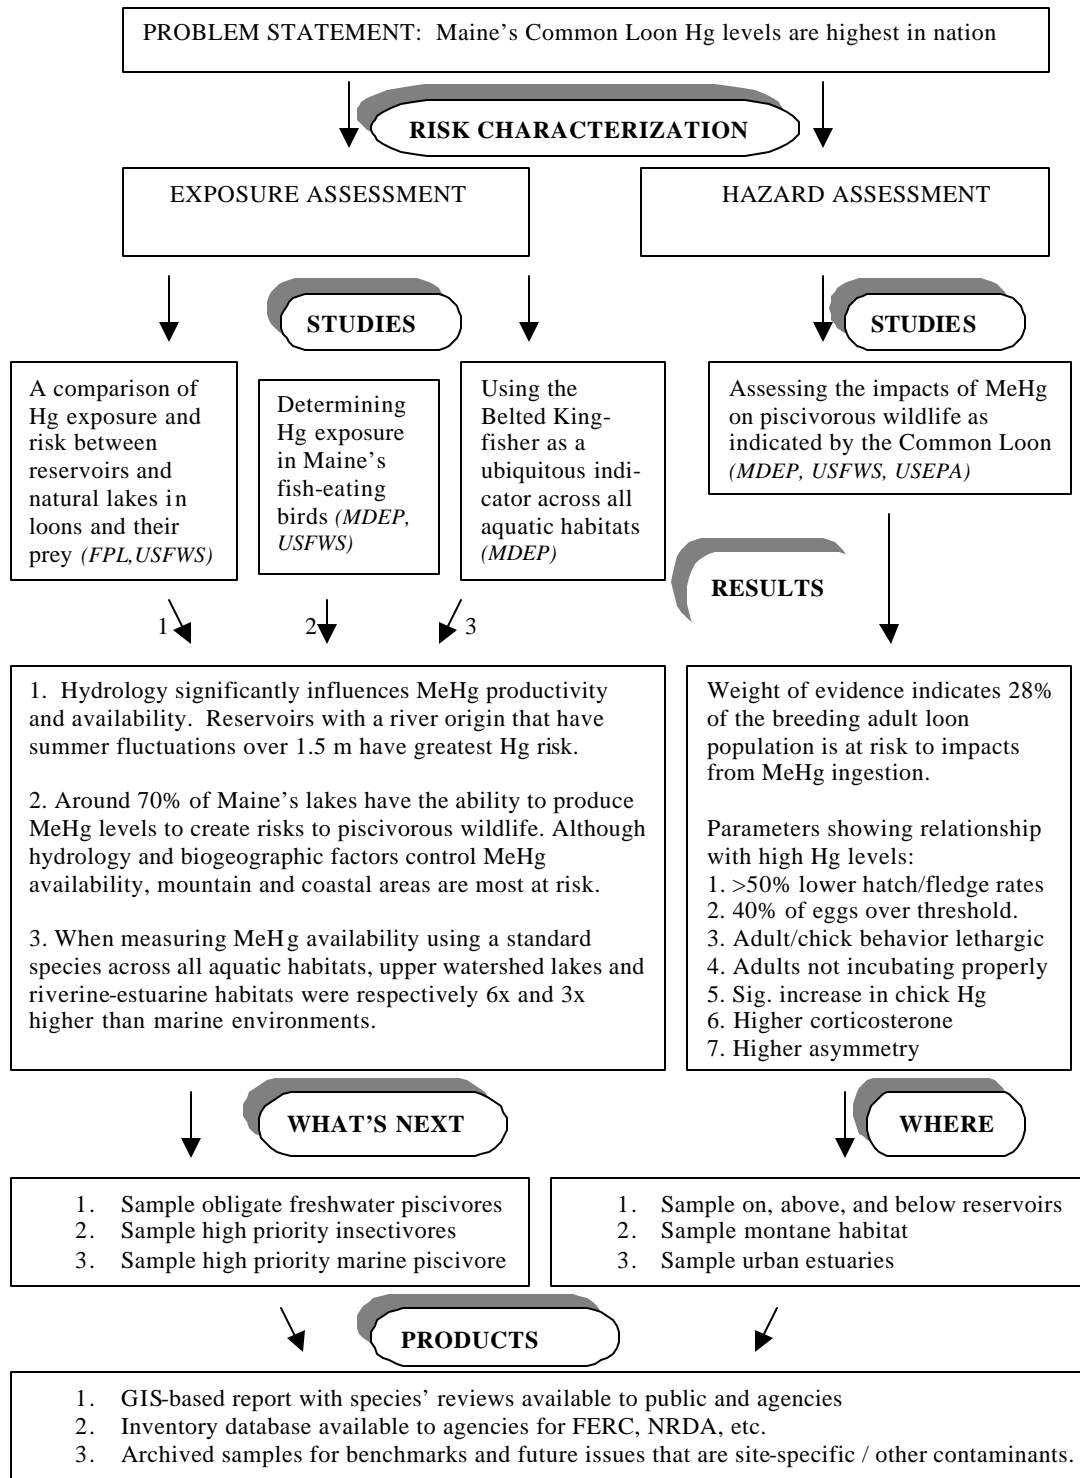 PROBLEM STATEMENT: Maine's Common Loon Hg levels are highest in nation
RISK CHARACTERIZATION
EXPOSURE ASSESSMENT
HAZARD ASSESSMENT
STUDIES
STUDIES
A comparison of
Hg exposure and
risk between
reservoirs and
natural lakes in
loons and their
prey (FPL,USFWS)
Determining
Hg exposure
in Maine's
fish-eating
birds (MDEP,
USFWS)
Using the
Belted King-
fisher as a
ubiquitous indi-
cator across all
aquatic habitats
(MDEP)
Assessing the impacts of MeHg
on piscivorous wildlife as
indicated by the Common Loon
(MDEP, USFWS, USEPA)
RESULTS
1
2
3
1. Hydrology significantly influences MeHg productivity
and availability. Reservoirs with a river origin that have
summer fluctuations over 1.5 m have greatest Hg risk.
2. Around 70% of Maine's lakes have the ability to produce
MeHg levels to create risks to piscivorous wildlife. Although
hydrology and biogeographic factors control MeHg
availability, mountain and coastal areas are most at risk.
3. When measuring MeHg availability using a standard
species across all aquatic habitats, upper watershed lakes and
riverine-estuarine habitats were respectively 6x and 3x
higher than marine environments.
Weight of evidence indicates 28%
of the breeding adult loon
population is at risk to impacts
from MeHg ingestion.
Parameters showing relationship
with high Hg levels:
1. >50% lower hatch/fledge rates
2. 40% of eggs over threshold.
3. Adult/chick behavior lethargic
4. Adults not incubating properly
5. Sig. increase in chick Hg
6. Higher corticosterone
7. Higher asymmetry
WHAT'S NEXT
WHERE
1. Sample obligate freshwater piscivores
2. Sample high priority insectivores
3. Sample high priority marine piscivore
1. Sample on, above, and below reservoirs
2. Sample montane habitat
3. Sample urban estuaries
PRODUCTS
1. GIS-based report with species' reviews available to public and agencies
2. Inventory database available to agencies for FERC, NRDA, etc.
3. Archived samples for benchmarks and future issues that are site-specific / other contaminants.